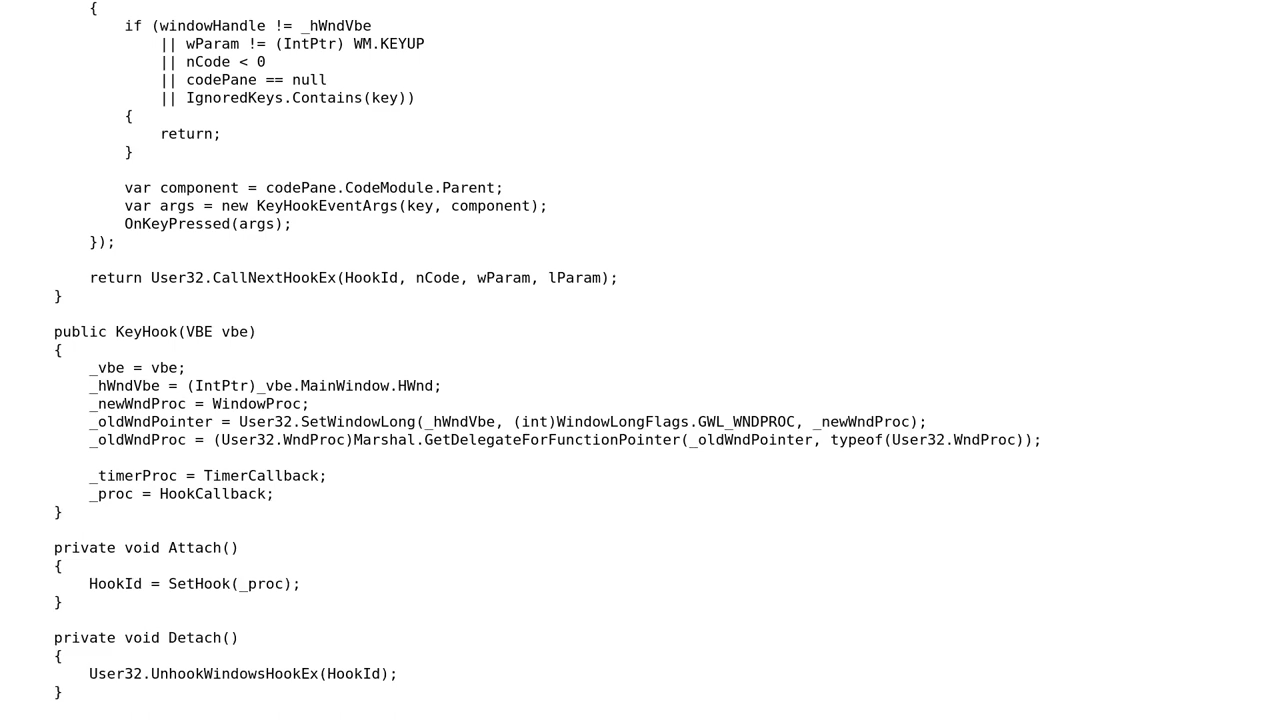 {
        if (windowHandle != _hWndVbe
            || wParam != (IntPtr) WM.KEYUP
            || nCode < 0
            || codePane == null
            || IgnoredKeys.Contains(key))
        {
            return;
        }

        var component = codePane.CodeModule.Parent;
        var args = new KeyHookEventArgs(key, component);
        OnKeyPressed(args);
    });

    return User32.CallNextHookEx(HookId, nCode, wParam, lParam);
}

public KeyHook(VBE vbe)
{
    _vbe = vbe;
    _hWndVbe = (IntPtr)_vbe.MainWindow.HWnd;
    _newWndProc = WindowProc;
    _oldWndPointer = User32.SetWindowLong(_hWndVbe, (int)WindowLongFlags.GWL_WNDPROC, _newWndProc);
    _oldWndProc = (User32.WndProc)Marshal.GetDelegateForFunctionPointer(_oldWndPointer, typeof(User32.WndProc));

    _timerProc = TimerCallback;
    _proc = HookCallback;
}

private void Attach()
{
    HookId = SetHook(_proc);
}

private void Detach()
{
    User32.UnhookWindowsHookEx(HookId);
}